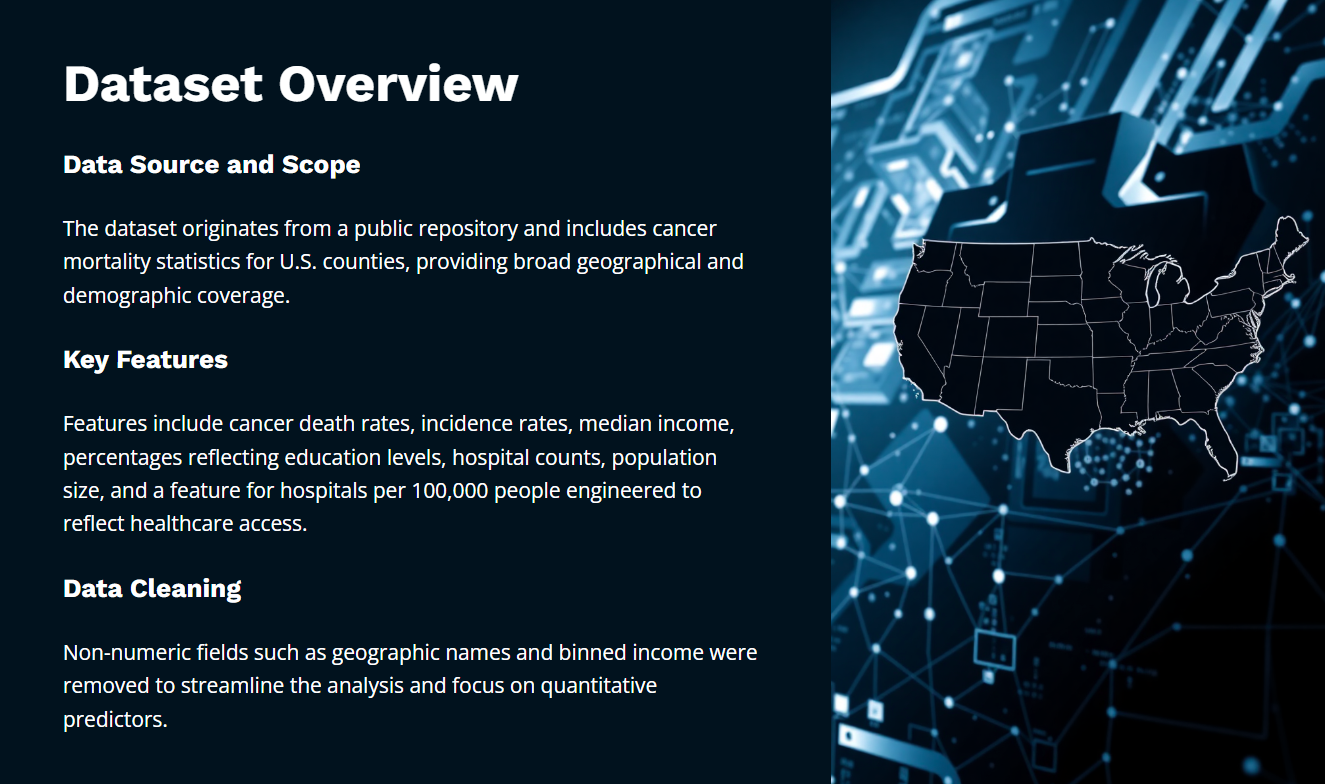 Dataset Overview
Data Source and Scope
The dataset originates from a public repository and includes cancer
mortality statistics for U.S. counties, providing broad geographical and
demographic coverage.
Key Features
Features include cancer death rates, incidence rates, median income,
percentages reflecting education levels, hospital counts, population
size, and a feature for hospitals per 100,000 people engineered to
reflect healthcare access.
Data Cleaning
Non-numeric fields such as geographic names and binned income were
removed to streamline the analysis and focus on quantitative
predictors.